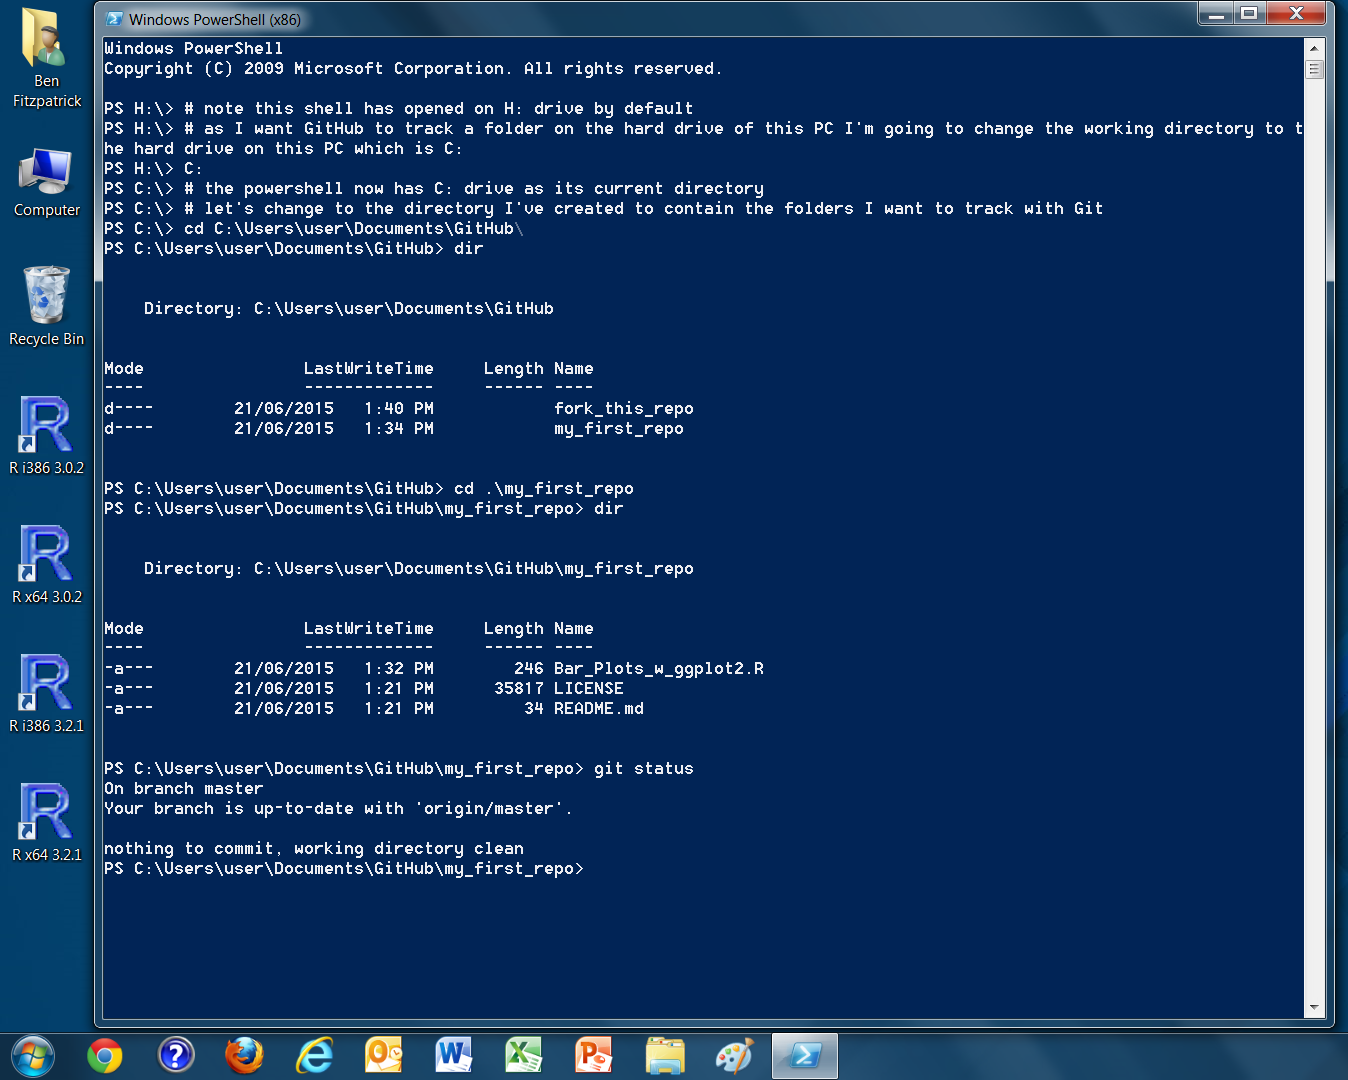 Windows PowerShell (x86)
Ben
Fitzpatrick
Computer
Recycle Bin
R i386 3.0.2
R x64 3.0.2
R i386 3.2.1
R x64 3.2.1
Windows PowerShell
Copyright (C) 2009 Microsoft Corporation. All rights reserved.
PS H:\> # note this shell has opened on H: drive by default
PS H:\> # as I want GitHub to track a folder on the hard drive of this PC I'm going to change the working directory to t
he hard drive on this PC which is C:
PS H:\> C:
PS C:\> # the powershell now has C: drive as its current directory
PS C:\> # let's change to the directory I've created to contain the folders I want to track with Git
PS C:\> cd C:\Users\user\Documents\GitHub\
PS C:\Users\user\Documents\GitHub> dir
Directory: C:\Users\user\Documents\GitHub
Mode LastWriteTime Length Name
---- ------------- ------ ----
d---- 21/06/2015 1:40 PM fork_this_repo
d---- 21/06/2015 1:34 PM my_first_repo
PS C:\Users\user\Documents\GitHub> cd .\my_first_repo
PS C:\Users\user\Documents\GitHub\my_first_repo> dir
Directory: C:\Users\user\Documents\GitHub\my_first_repo
Mode LastWriteTime Length Name
---- ------------- ------ ----
-a--- 21/06/2015 1:32 PM 246 Bar_Plots_w_ggplot2.R
-a--- 21/06/2015 1:21 PM 35817 LICENSE
-a--- 21/06/2015 1:21 PM 34 README.md
PS C:\Users\user\Documents\GitHub\my_first_repo> git status
On branch master
Your branch is up-to-date with 'origin/master'.
nothing to commit, working directory clean
PS C:\Users\user\Documents\GitHub\my_first_repo>